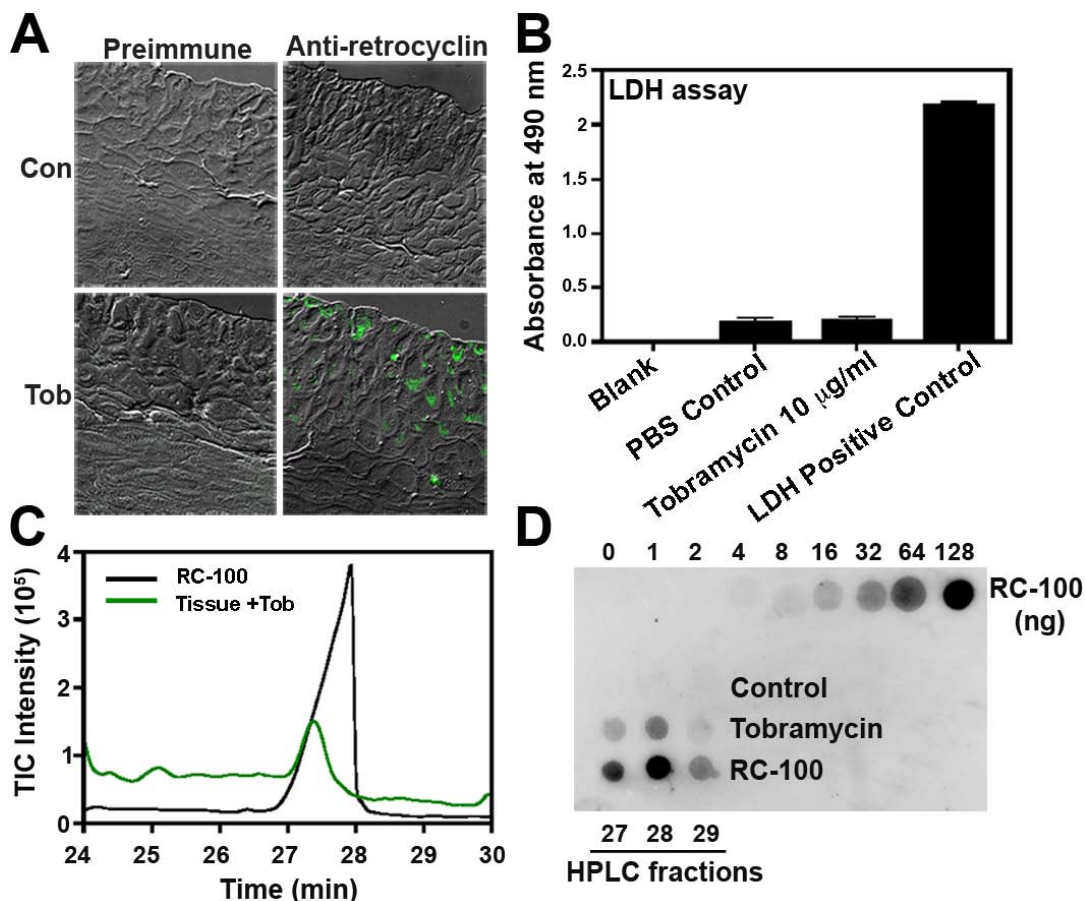 A
Preimmune
Anti-retrocyclin
Con
Tob
B
LDH assay
Absorbance at 490 nm
2.5
2.0
1.5
1.0
0.5
0.0
Blank
PBS Control
Tobramycin 10 μg/ml
LDH Positive Control
C
RC-100
Tissue +Tob
TIC Intensity (10⁵)
4
3
2
1
0
24 25 26 27 28 29 30
Time (min)
D
0 1 2 4 8 16 32 64 128
RC-100
(ng)
Control
Tobramycin
RC-100
27 28 29
HPLC fractions